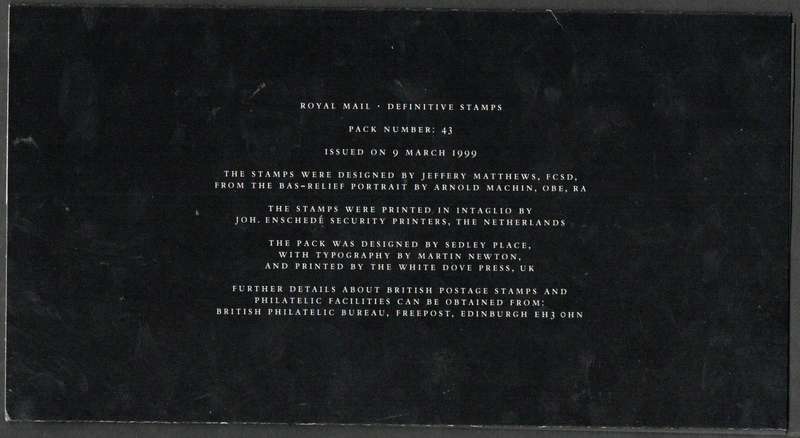 ROYAL MAIL · DEFINITIVE STAMPS
PACK NUMBER: 43
ISSUED ON 9 MARCH 1999
THE STAMPS WERE DESIGNED BY JEFFERY MATTHEWS, FCSD,
FROM THE BAS-RELIEF PORTRAIT BY ARNOLD MACHIN, OBE, RA
THE STAMPS WERE PRINTED IN INTAGLIO BY
JOH. ENSCHEDÉ SECURITY PRINTERS, THE NETHERLANDS
THE PACK WAS DESIGNED BY SEDLEY PLACE,
WITH TYPOGRAPHY BY MARTIN NEWTON,
AND PRINTED BY THE WHITE DOVE PRESS, UK
FURTHER DETAILS ABOUT BRITISH POSTAGE STAMPS AND
PHILATELIC FACILITIES CAN BE OBTAINED FROM:
BRITISH PHILATELIC BUREAU, FREEPOST, EDINBURGH EH3 0HN